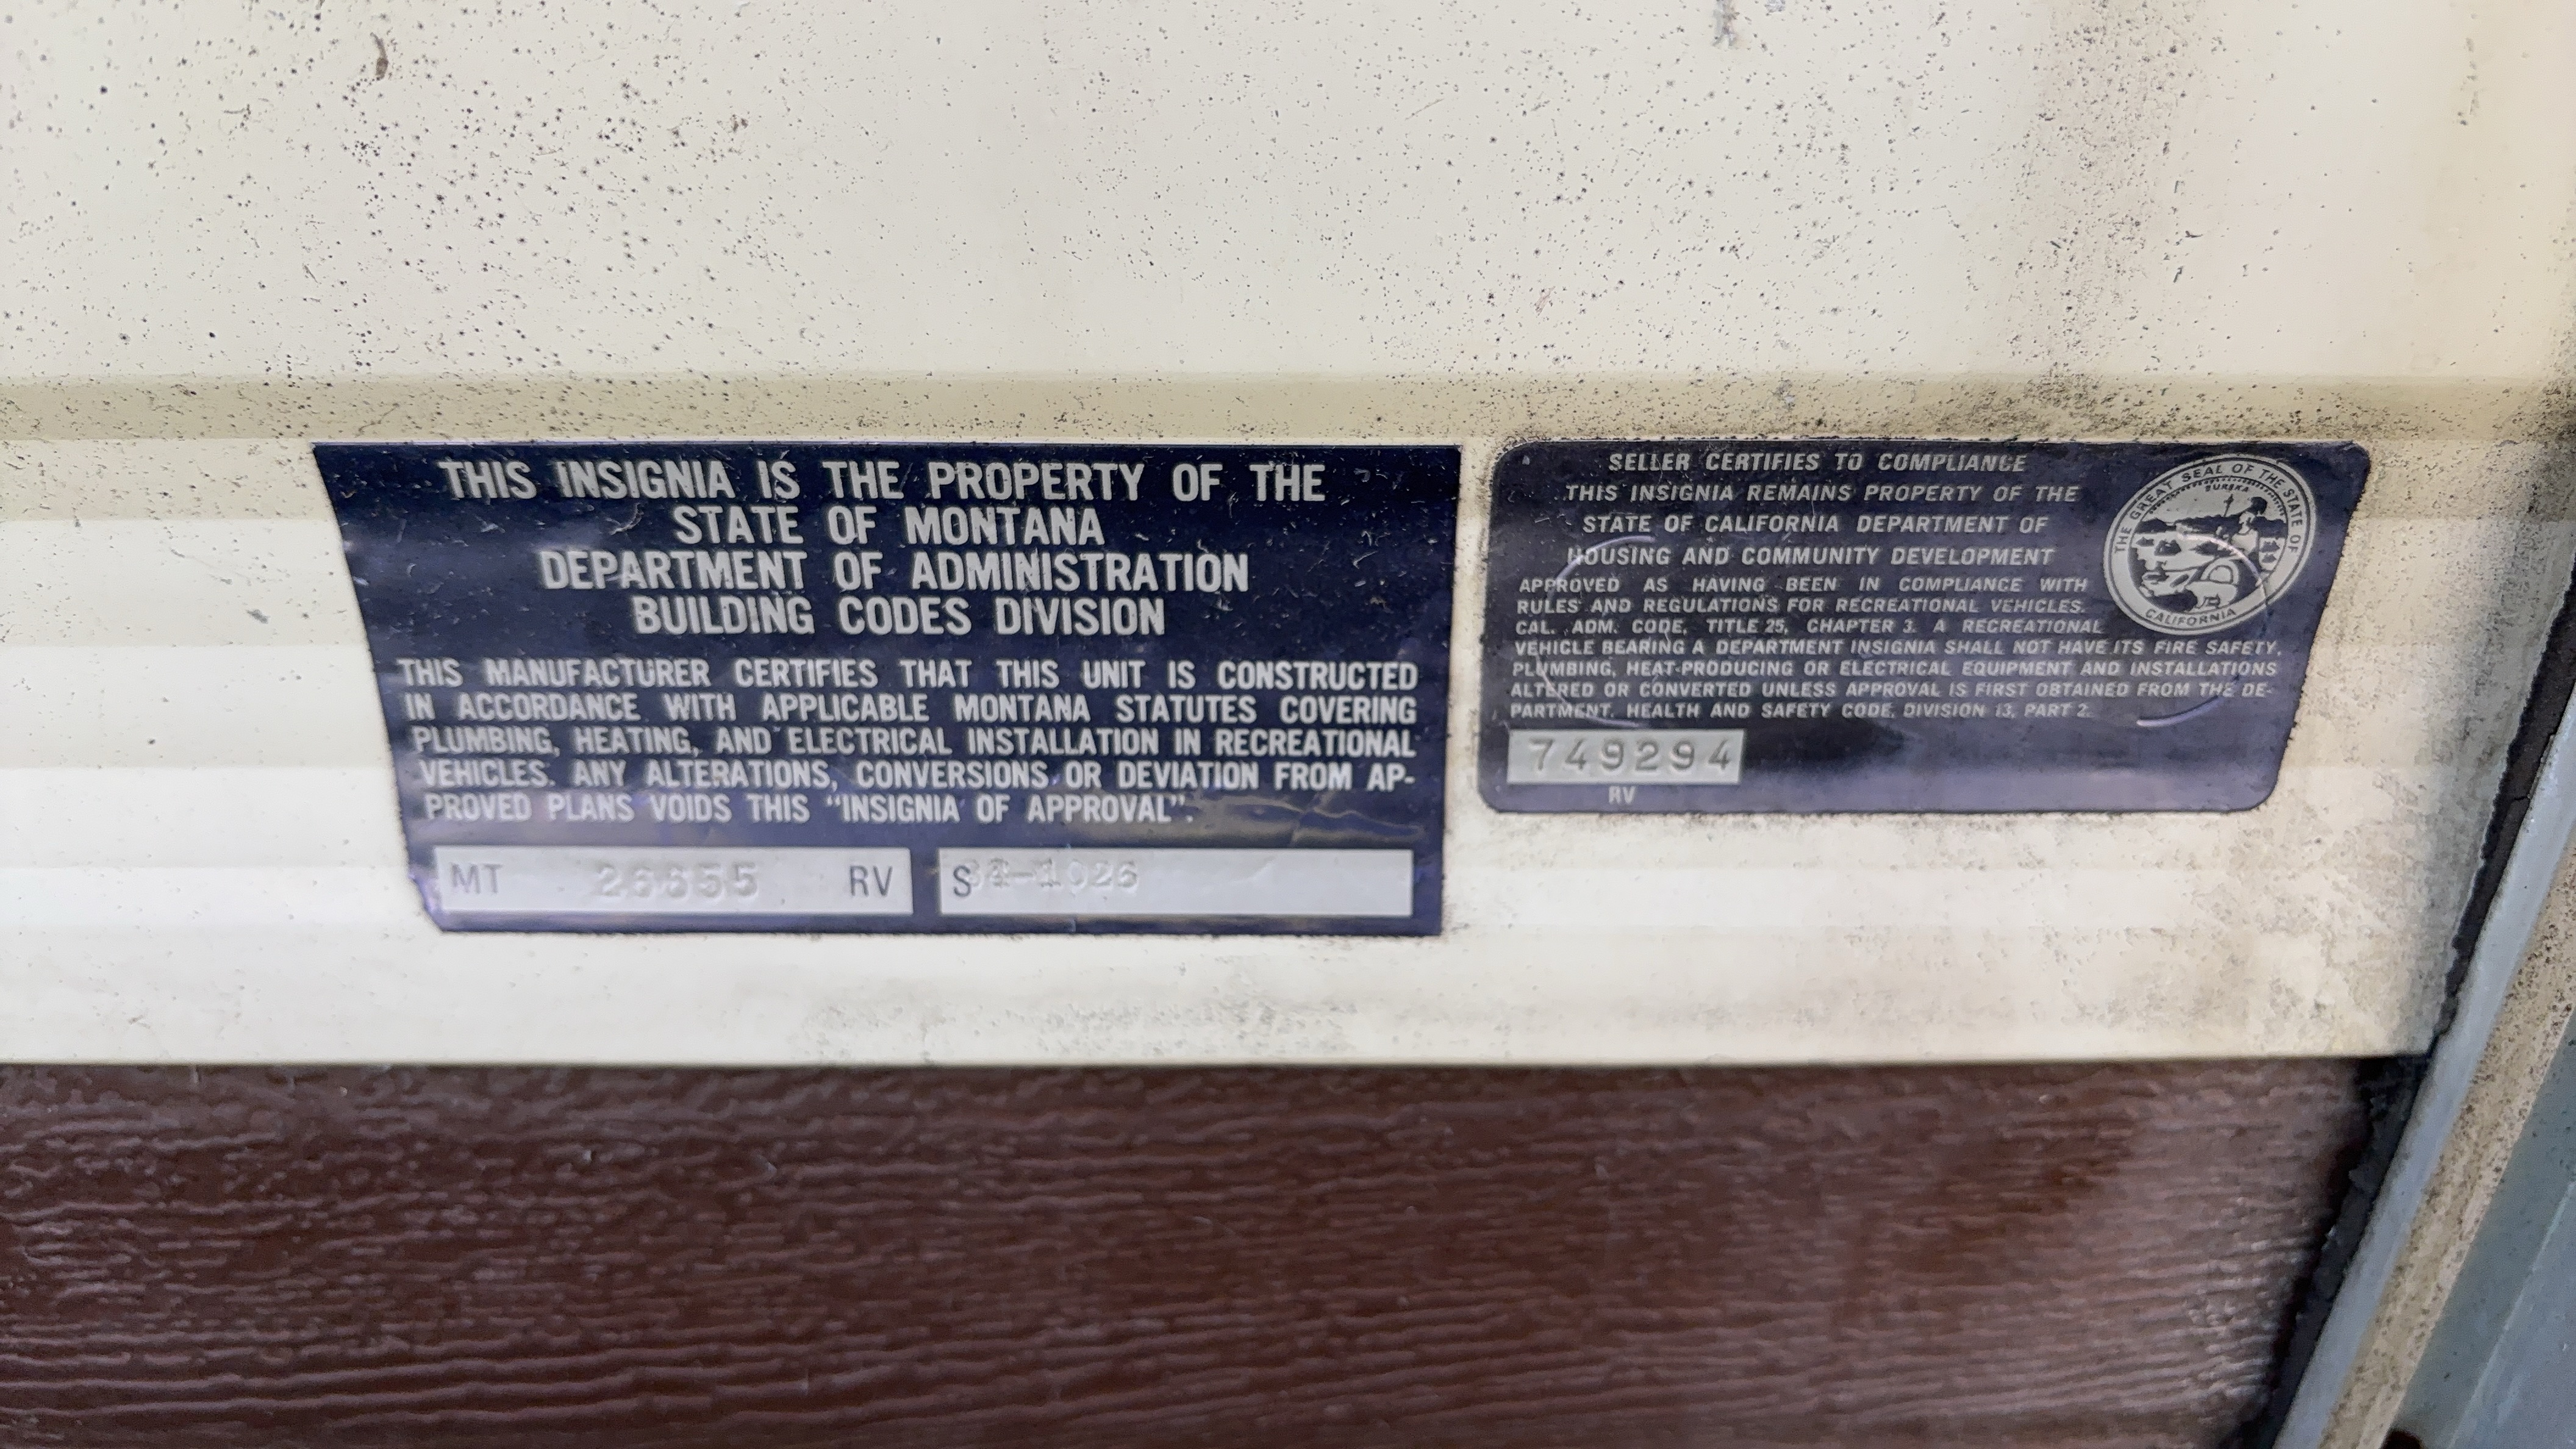 THIS INSIGNIA IS THE PROPERTY OF THE
STATE OF MONTANA
DEPARTMENT OF ADMINISTRATION
BUILDING CODES DIVISION
THIS MANUFACTURER CERTIFIES THAT THIS UNIT IS CONSTRUCTED
IN ACCORDANCE WITH APPLICABLE MONTANA STATUTES COVERING
PLUMBING, HEATING, AND ELECTRICAL INSTALLATION IN RECREATIONAL
VEHICLES. ANY ALTERATIONS, CONVERSIONS OR DEVIATION FROM AP-
PROVED PLANS VOIDS THIS "INSIGNIA OF APPROVAL".
MT RV
S
SELLER CERTIFIES TO COMPLIANCE
THIS INSIGNIA REMAINS PROPERTY OF THE
STATE OF CALIFORNIA DEPARTMENT OF
HOUSING AND COMMUNITY DEVELOPMENT
APPROVED AS HAVING BEEN IN COMPLIANCE WITH
RULES AND REGULATIONS FOR RECREATIONAL VEHICLES.
CAL. ADM. CODE, TITLE 25, CHAPTER 3. A RECREATIONAL
VEHICLE BEARING A DEPARTMENT INSIGNIA SHALL NOT HAVE ITS FIRE SAFETY,
PLUMBING, HEAT-PRODUCING OR ELECTRICAL EQUIPMENT AND INSTALLATIONS
ALTERED OR CONVERTED UNLESS APPROVAL IS FIRST OBTAINED FROM THE DE-
PARTMENT. HEALTH AND SAFETY CODE, DIVISION 13, PART 2.
749294
RV
THE GREAT SEAL OF THE STATE OF CALIFORNIA
EUREKA